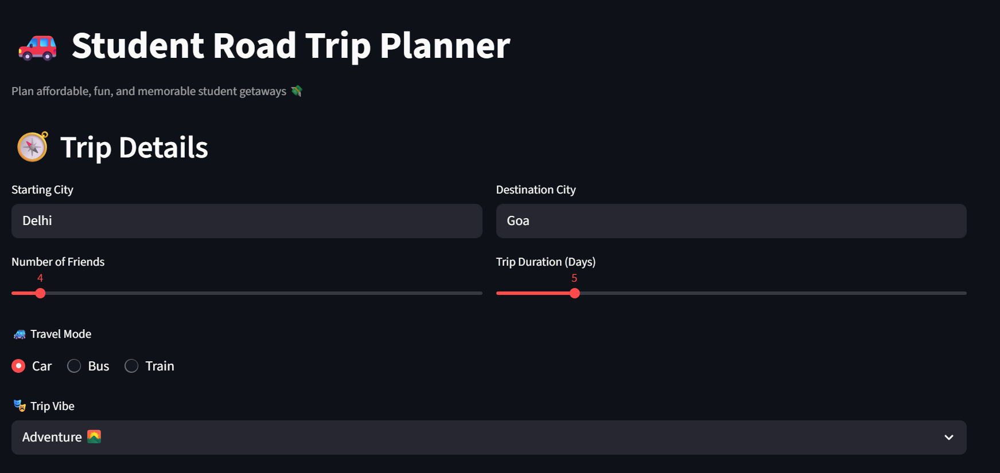 Student Road Trip Planner
Plan affordable, fun, and memorable student getaways
Trip Details
Starting City
Destination City
Delhi
Goa
Number of Friends
Trip Duration (Days)
4
5
Travel Mode
Car Bus Train
Trip Vibe
Adventure